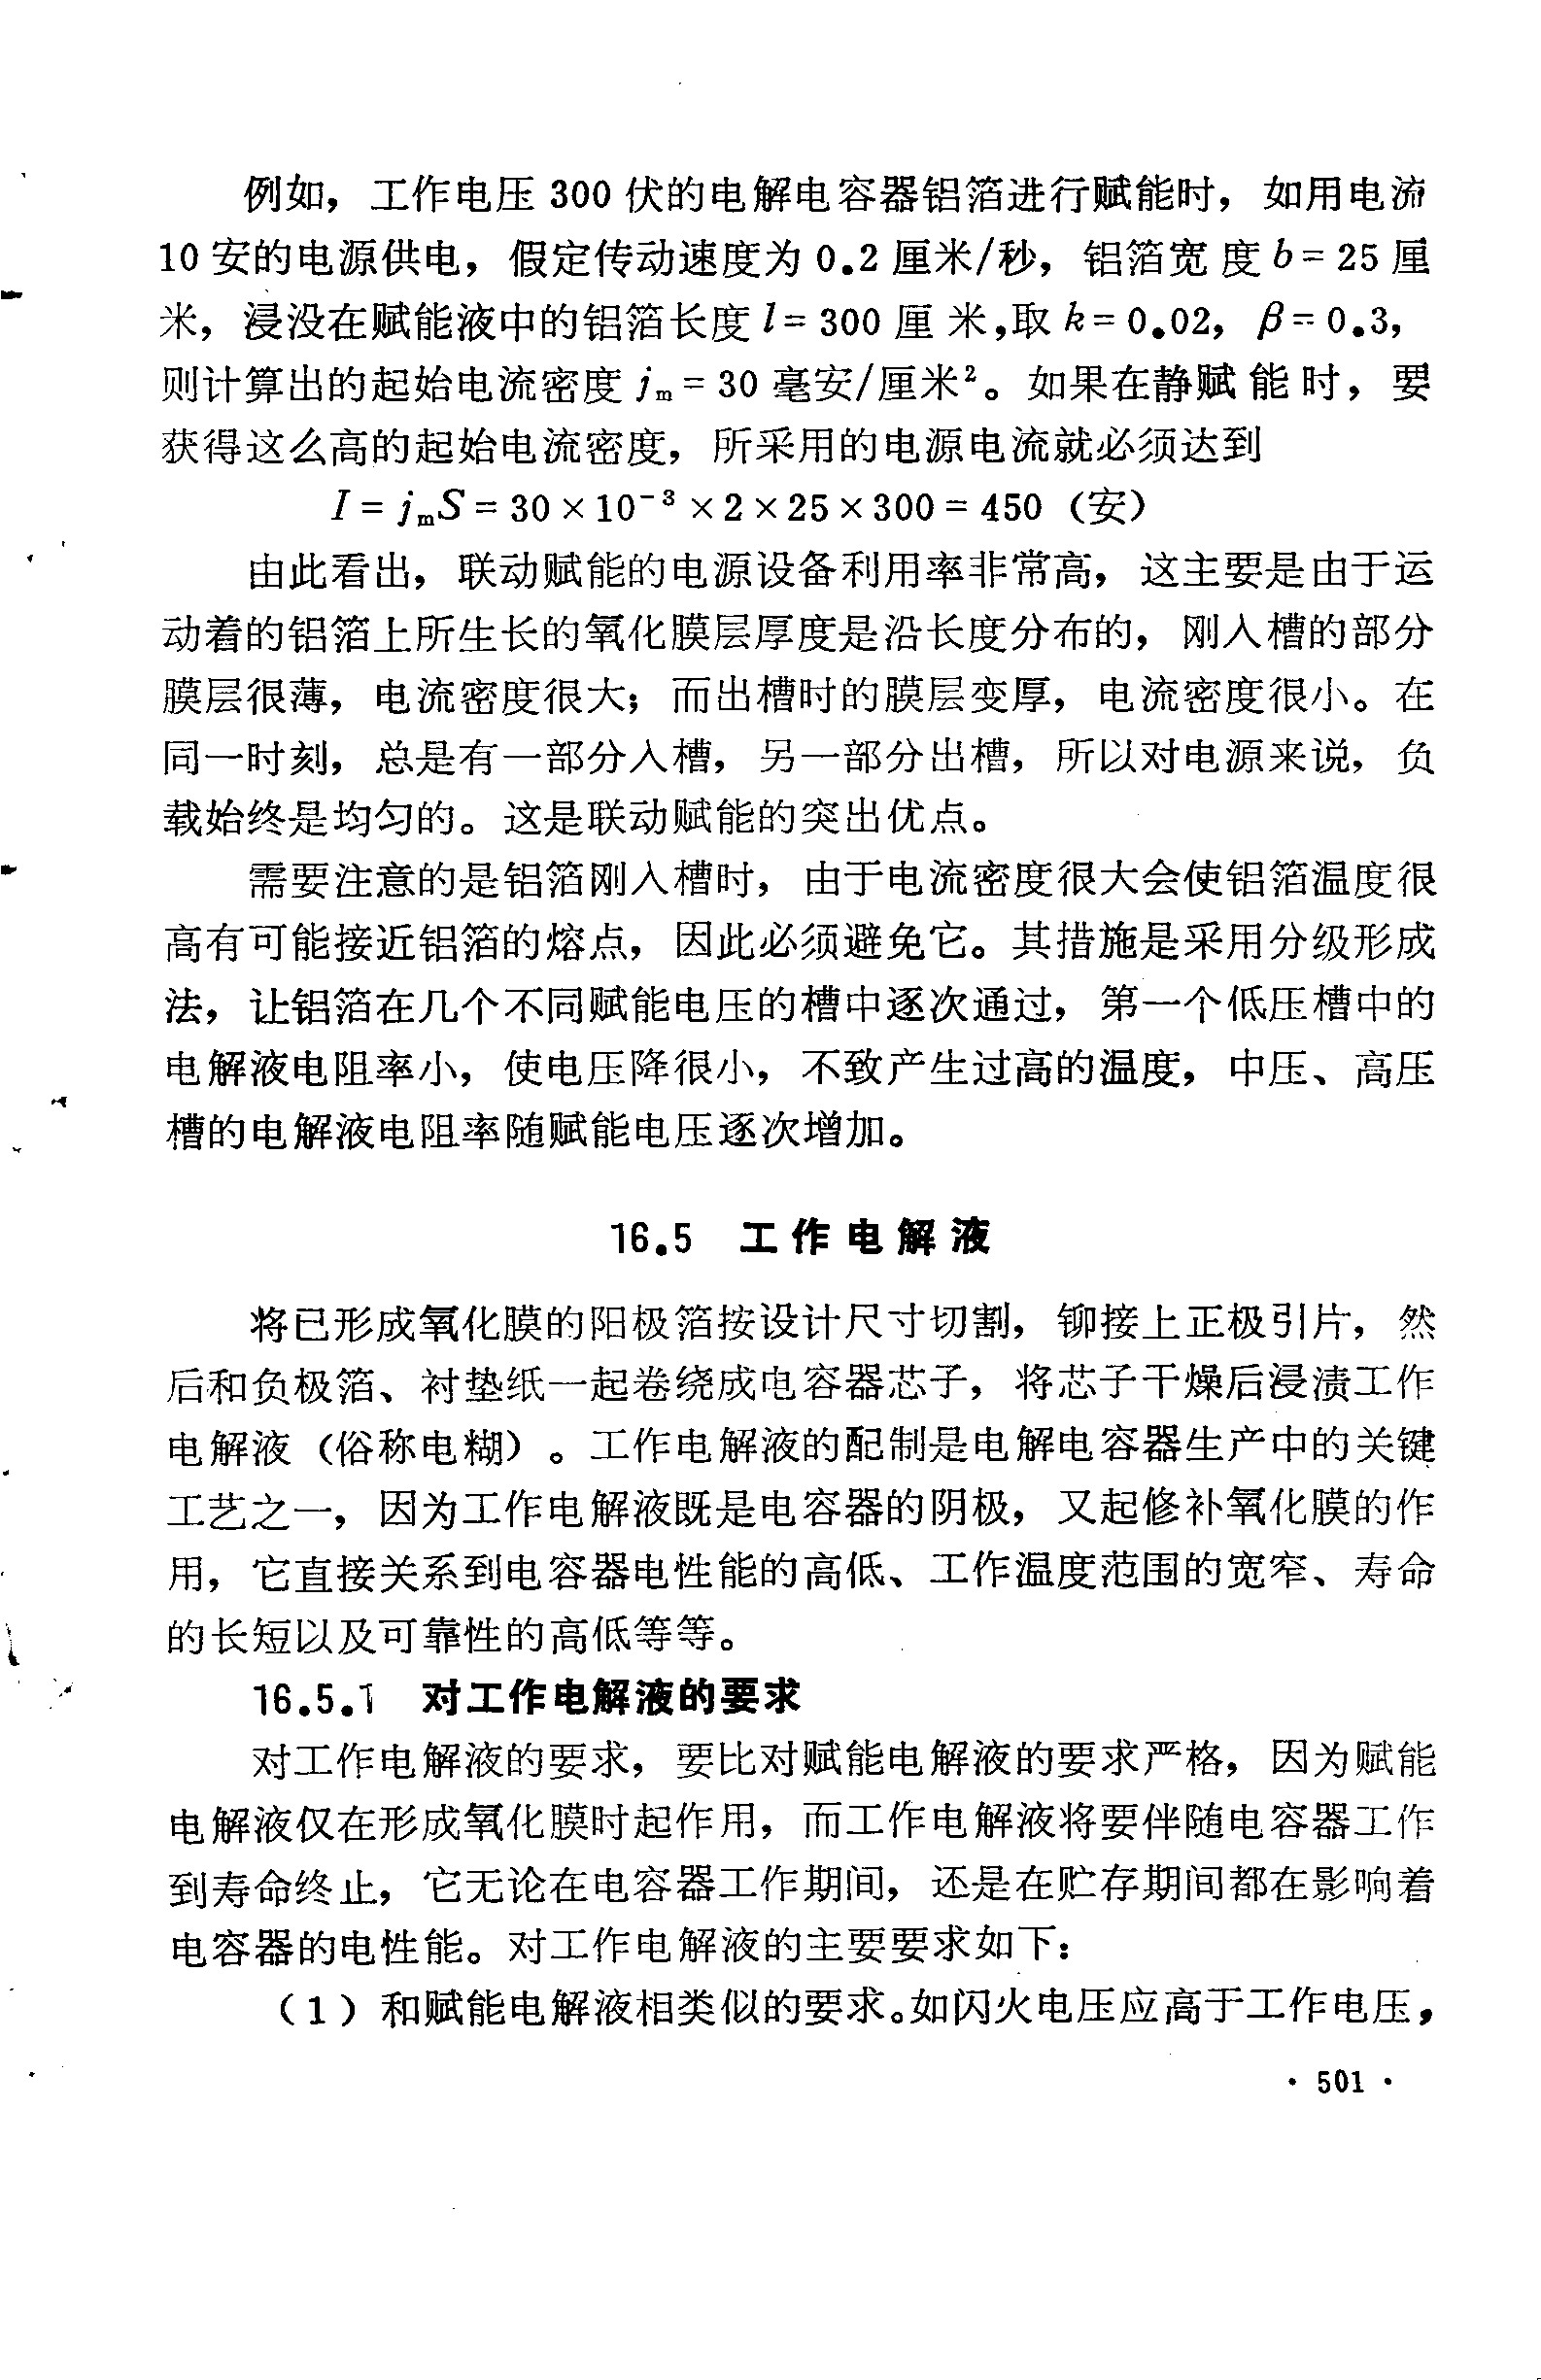 例如，工作电压 300 伏的电解电容器铝箔进行赋能时，如用电流
10 安的电源供电，假定传动速度为 0.2 厘米/秒，铝箔宽度 b = 25 厘
米，浸没在赋能液中的铝箔长度 l = 300 厘米,取 k = 0.02，β = 0.3，
则计算出的起始电流密度 jₘ = 30 毫安/厘米²。如果在静赋能时，要
获得这么高的起始电流密度，所采用的电源电流就必须达到
I = jₘS = 30 × 10⁻³ × 2 × 25 × 300 = 450（安）
由此看出，联动赋能的电源设备利用率非常高，这主要是由于运
动着的铝箔上所生长的氧化膜层厚度是沿长度分布的，刚入槽的部分
膜层很薄，电流密度很大；而出槽时的膜层变厚，电流密度很小。在
同一时刻，总是有一部分入槽，另一部分出槽，所以对电源来说，负
载始终是均匀的。这是联动赋能的突出优点。
需要注意的是铝箔刚入槽时，由于电流密度很大会使铝箔温度很
高有可能接近铝箔的熔点，因此必须避免它。其措施是采用分级形成
法，让铝箔在几个不同赋能电压的槽中逐次通过，第一个低压槽中的
电解液电阻率小，使电压降很小，不致产生过高的温度，中压、高压
槽的电解液电阻率随赋能电压逐次增加。
16.5 工作电解液
将已形成氧化膜的阳极箔按设计尺寸切割，铆接上正极引片，然
后和负极箔、衬垫纸一起卷绕成电容器芯子，将芯子干燥后浸渍工作
电解液（俗称电糊）。工作电解液的配制是电解电容器生产中的关键
工艺之一，因为工作电解液既是电容器的阴极，又起修补氧化膜的作
用，它直接关系到电容器电性能的高低、工作温度范围的宽窄、寿命
的长短以及可靠性的高低等等。
16.5.1 对工作电解液的要求
对工作电解液的要求，要比对赋能电解液的要求严格，因为赋能
电解液仅在形成氧化膜时起作用，而工作电解液将要伴随电容器工作
到寿命终止，它无论在电容器工作期间，还是在贮存期间都在影响着
电容器的电性能。对工作电解液的主要要求如下：
（1）和赋能电解液相类似的要求。如闪火电压应高于工作电压，
· 501 ·